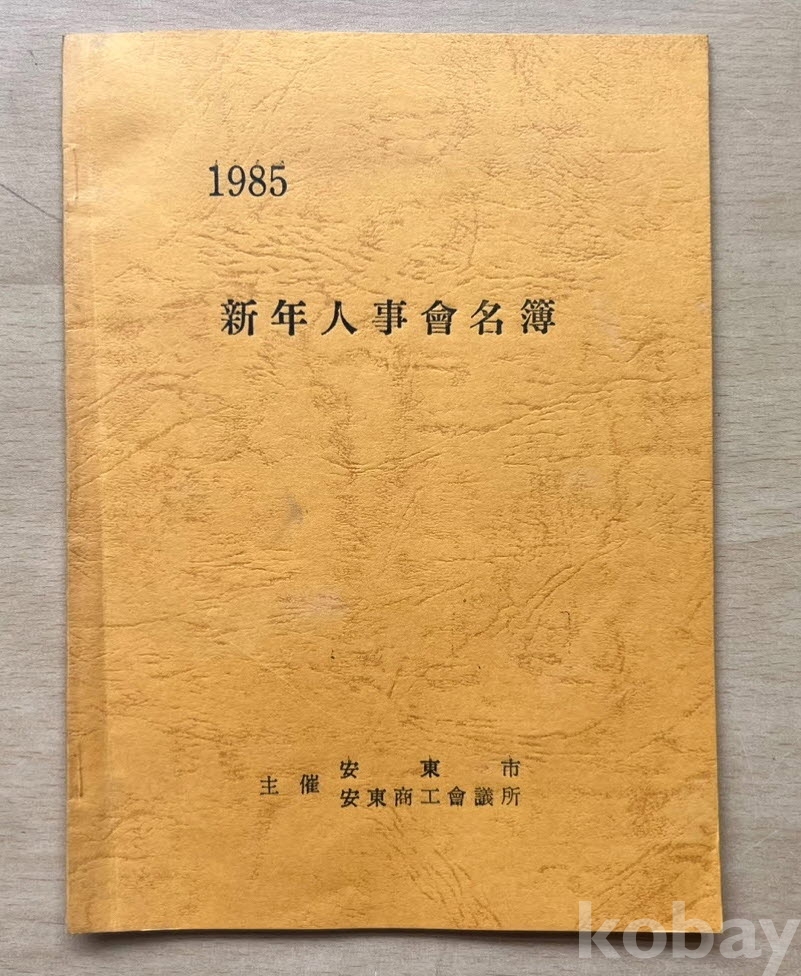 1985
新年人事會名簿
主催 安東市
安東商工會議所
kobay